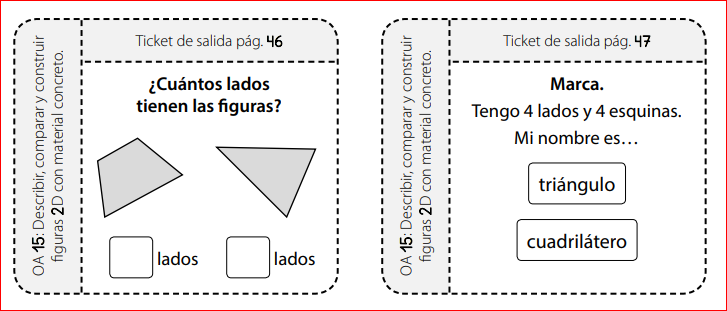 Ticket de salida pág. 46
OA 15: Describir, comparar y construir
figuras 2D con material concreto.
¿Cuántos lados
tienen las figuras?
lados
lados
Ticket de salida pág. 47
OA 15: Describir, comparar y construir
figuras 2D con material concreto.
Marca.
Tengo 4 lados y 4 esquinas.
Mi nombre es…
triángulo
cuadrilátero